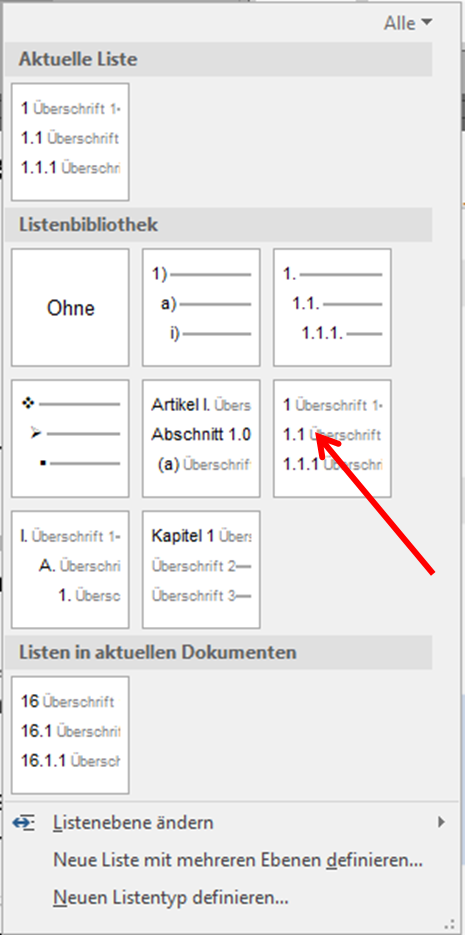 Alle
Aktuelle Liste
1 Überschrift 1
1.1 Überschrift
1.1.1 Überschri
Listenbibliothek
Ohne
1)
a)
i)
1.
1.1.
1.1.1.
Artikel I. Übers
Abschnitt 1.0
(a) Überschrif
1 Überschrift 1
1.1 Überschrift
1.1.1 Überschri
I. Überschrift 1
A. Überschri
1. Übersc
Kapitel 1 Übers
Überschrift 2
Überschrift 3
Listen in aktuellen Dokumenten
16 Überschrift
16.1 Überschrif
16.1.1 Übersch
Listenebene ändern
Neue Liste mit mehreren Ebenen definieren...
Neuen Listentyp definieren...